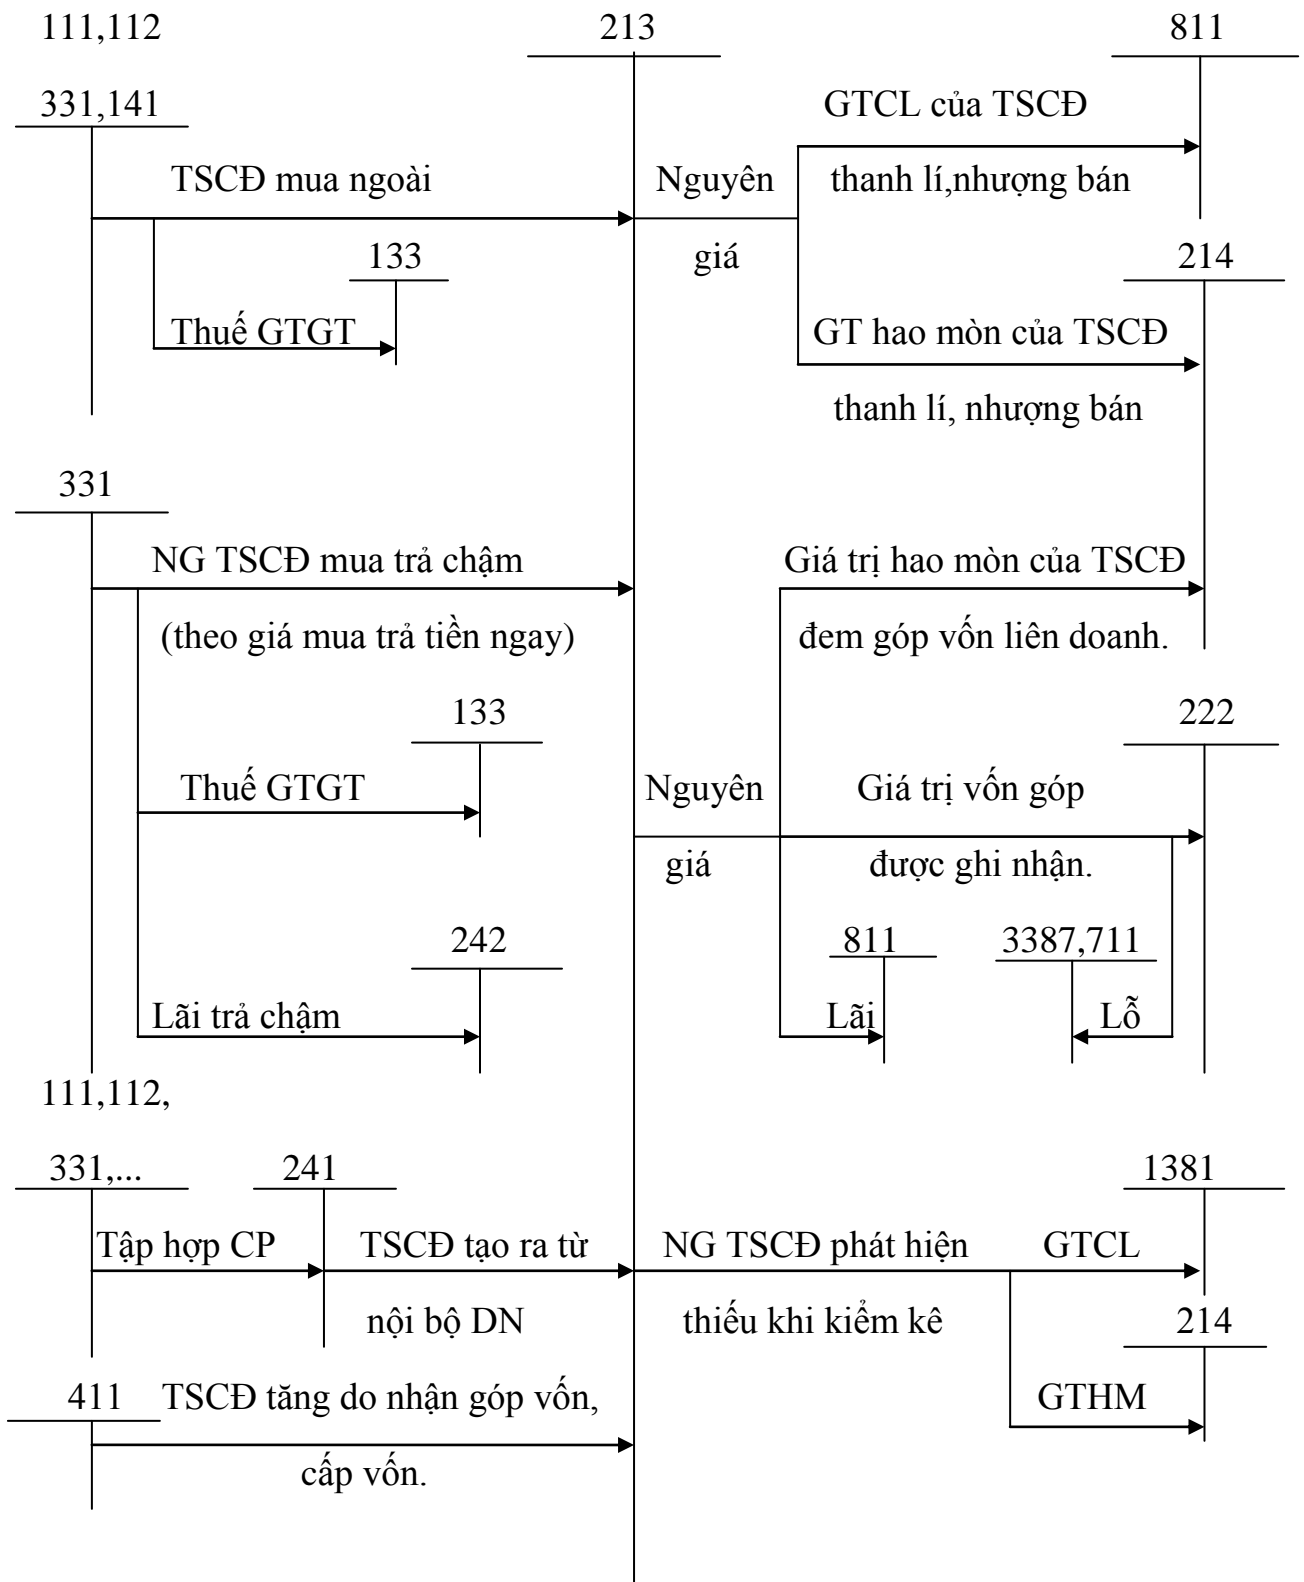 111,112
213
811
331,141
GTCL của TSCĐ
TSCĐ mua ngoài
Nguyên
thanh lí,nhượng bán
133
giá
214
Thuế GTGT
GT hao mòn của TSCĐ
thanh lí, nhượng bán
331
NG TSCĐ mua trả chậm
Giá trị hao mòn của TSCĐ
(theo giá mua trả tiền ngay)
đem góp vốn liên doanh.
133
222
Thuế GTGT
Nguyên
Giá trị vốn góp
giá
được ghi nhận.
242
811
3387,711
Lãi trả chậm
Lãi
Lỗ
111,112,
331,...
241
1381
Tập hợp CP
TSCĐ tạo ra từ
NG TSCĐ phát hiện
GTCL
nội bộ DN
thiếu khi kiểm kê
214
411
TSCĐ tăng do nhận góp vốn,
GTHM
cấp vốn.